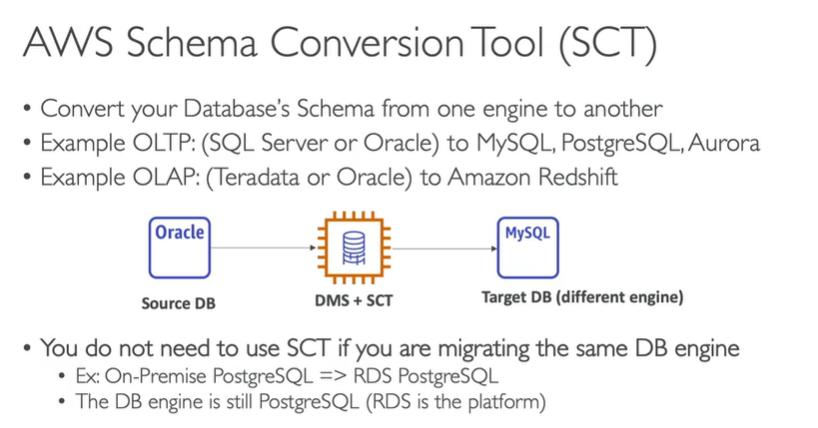 AWS Schema Conversion Tool (SCT)
• Convert your Database's Schema from one engine to another
• Example OLTP: (SQL Server or Oracle) to MySQL, PostgreSQL, Aurora
• Example OLAP: (Teradata or Oracle) to Amazon Redshift
Oracle
MySQL
Source DB
DMS + SCT
Target DB (different engine)
• You do not need to use SCT if you are migrating the same DB engine
• Ex: On-Premise PostgreSQL => RDS PostgreSQL
• The DB engine is still PostgreSQL (RDS is the platform)